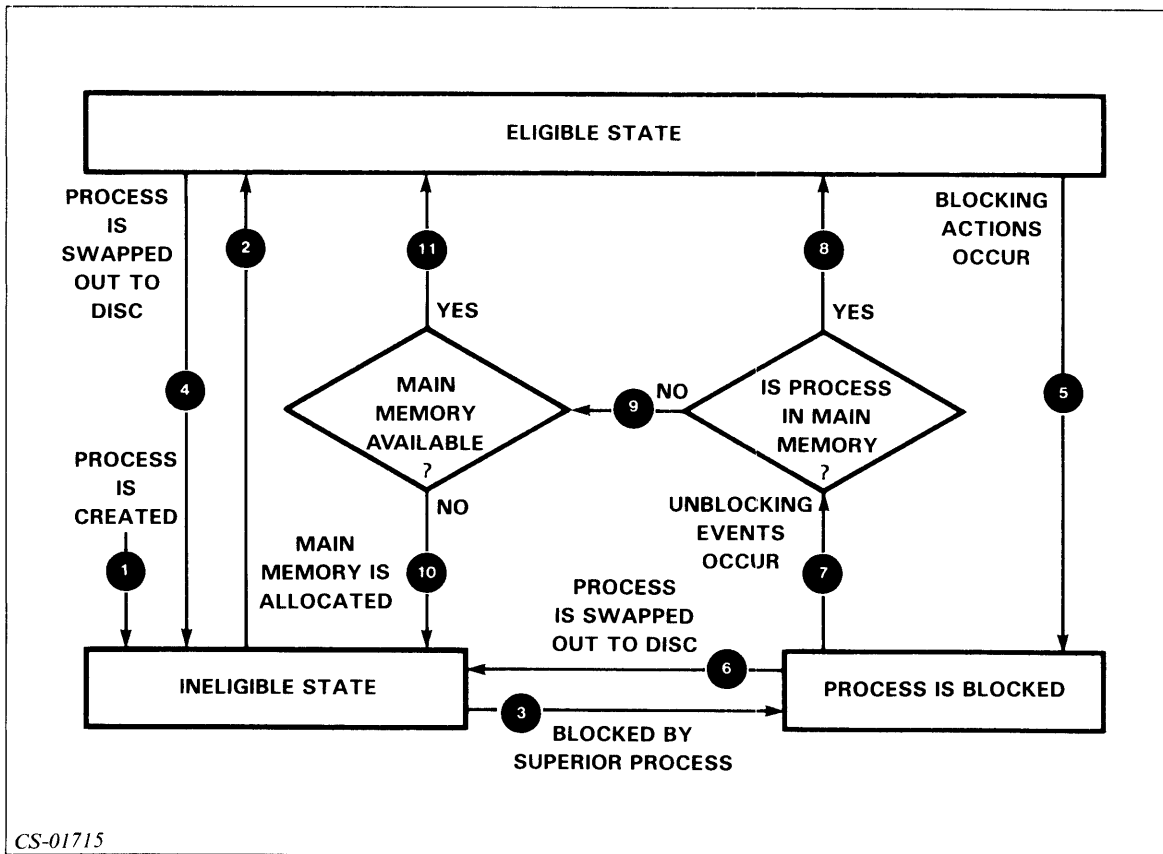 ELIGIBLE STATE
PROCESS
IS
SWAPPED
OUT TO
DISC
2
11
8
BLOCKING
ACTIONS
OCCUR
YES
YES
4
MAIN
MEMORY
AVAILABLE
?
NO
9
IS PROCESS
IN MAIN
MEMORY
?
5
PROCESS
IS
CREATED
1
NO
MAIN
MEMORY IS
ALLOCATED
10
UNBLOCKING
EVENTS
OCCUR
7
PROCESS
IS SWAPPED
OUT TO DISC
6
INELIGIBLE STATE
PROCESS IS BLOCKED
3
BLOCKED BY
SUPERIOR PROCESS
CS-01715